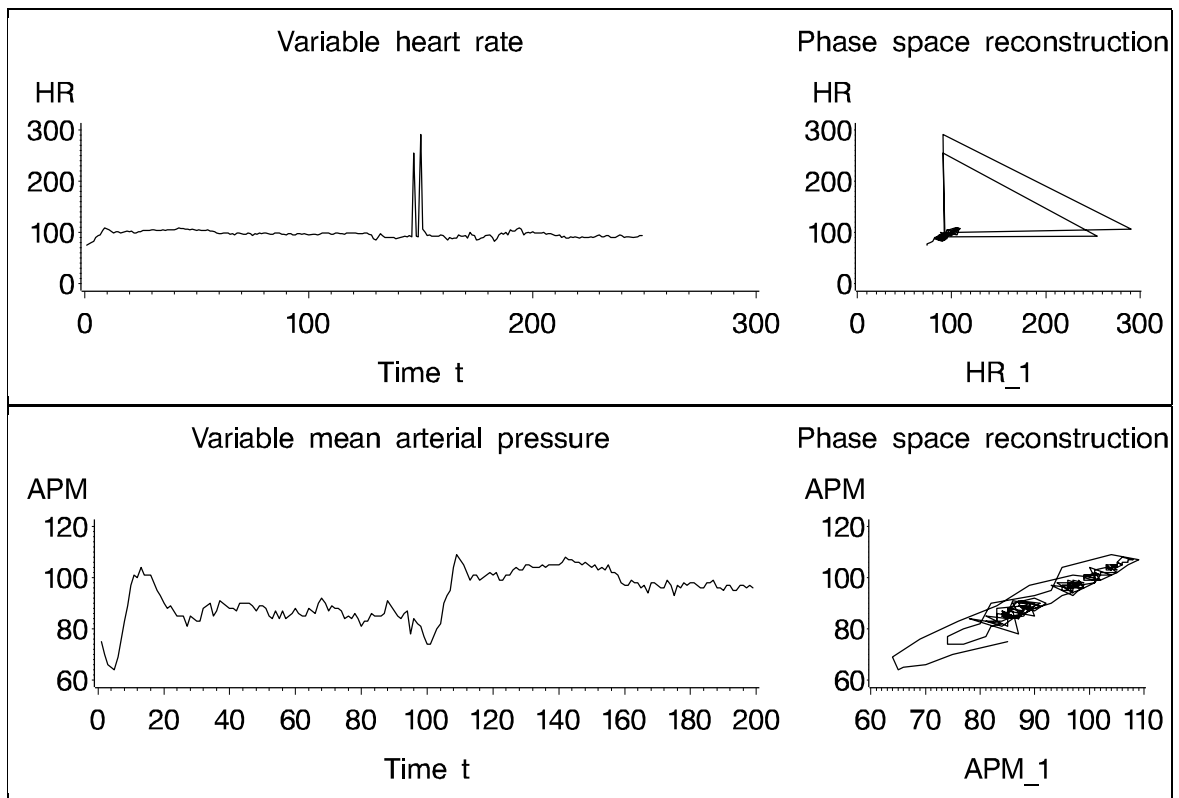 Variable heart rate
HR
300
200
100
0
0 100 200 300
Time t
Phase space reconstruction
HR
300
200
100
0
0 100 200 300
HR_1
Variable mean arterial pressure
APM
120
100
80
60
0 20 40 60 80 100 120 140 160 180 200
Time t
Phase space reconstruction
APM
120
100
80
60
60 70 80 90 100 110
APM_1